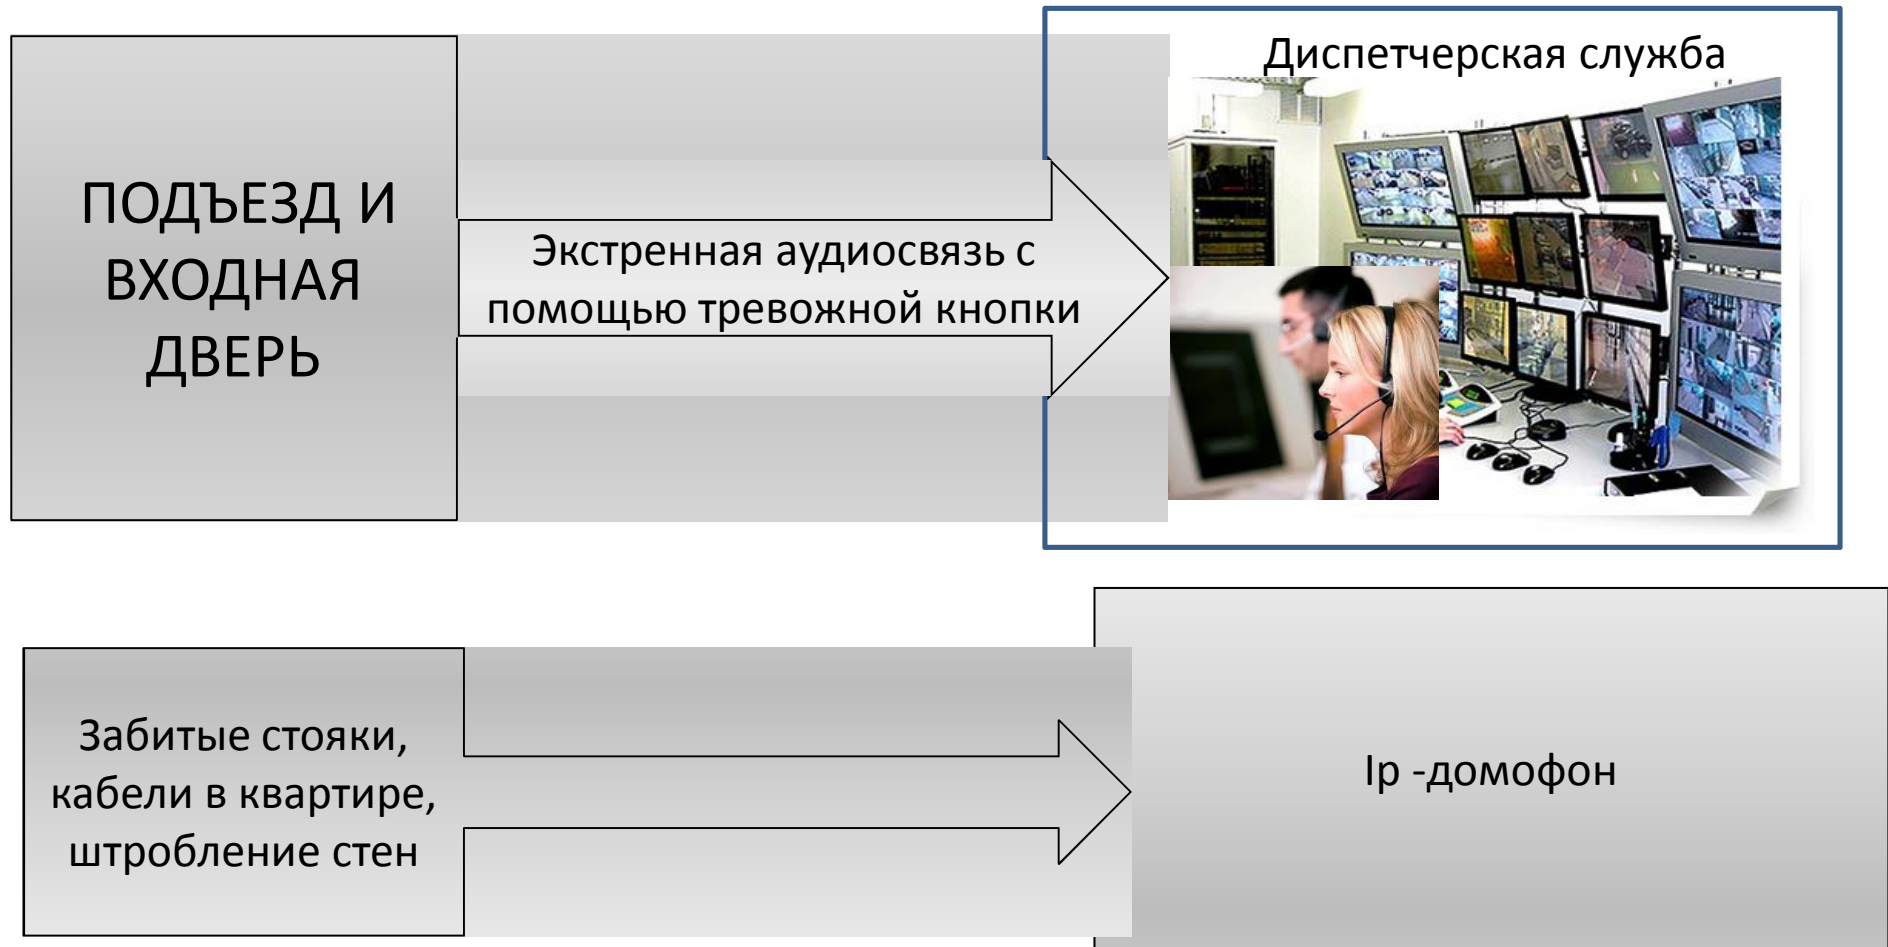 Диспетчерская служба
ПОДЪЕЗД И
ВХОДНАЯ
ДВЕРЬ
Экстренная аудиосвязь с
помощью тревожной кнопки
Забитые стояки,
кабели в квартире,
штробление стен
Ip -домофон